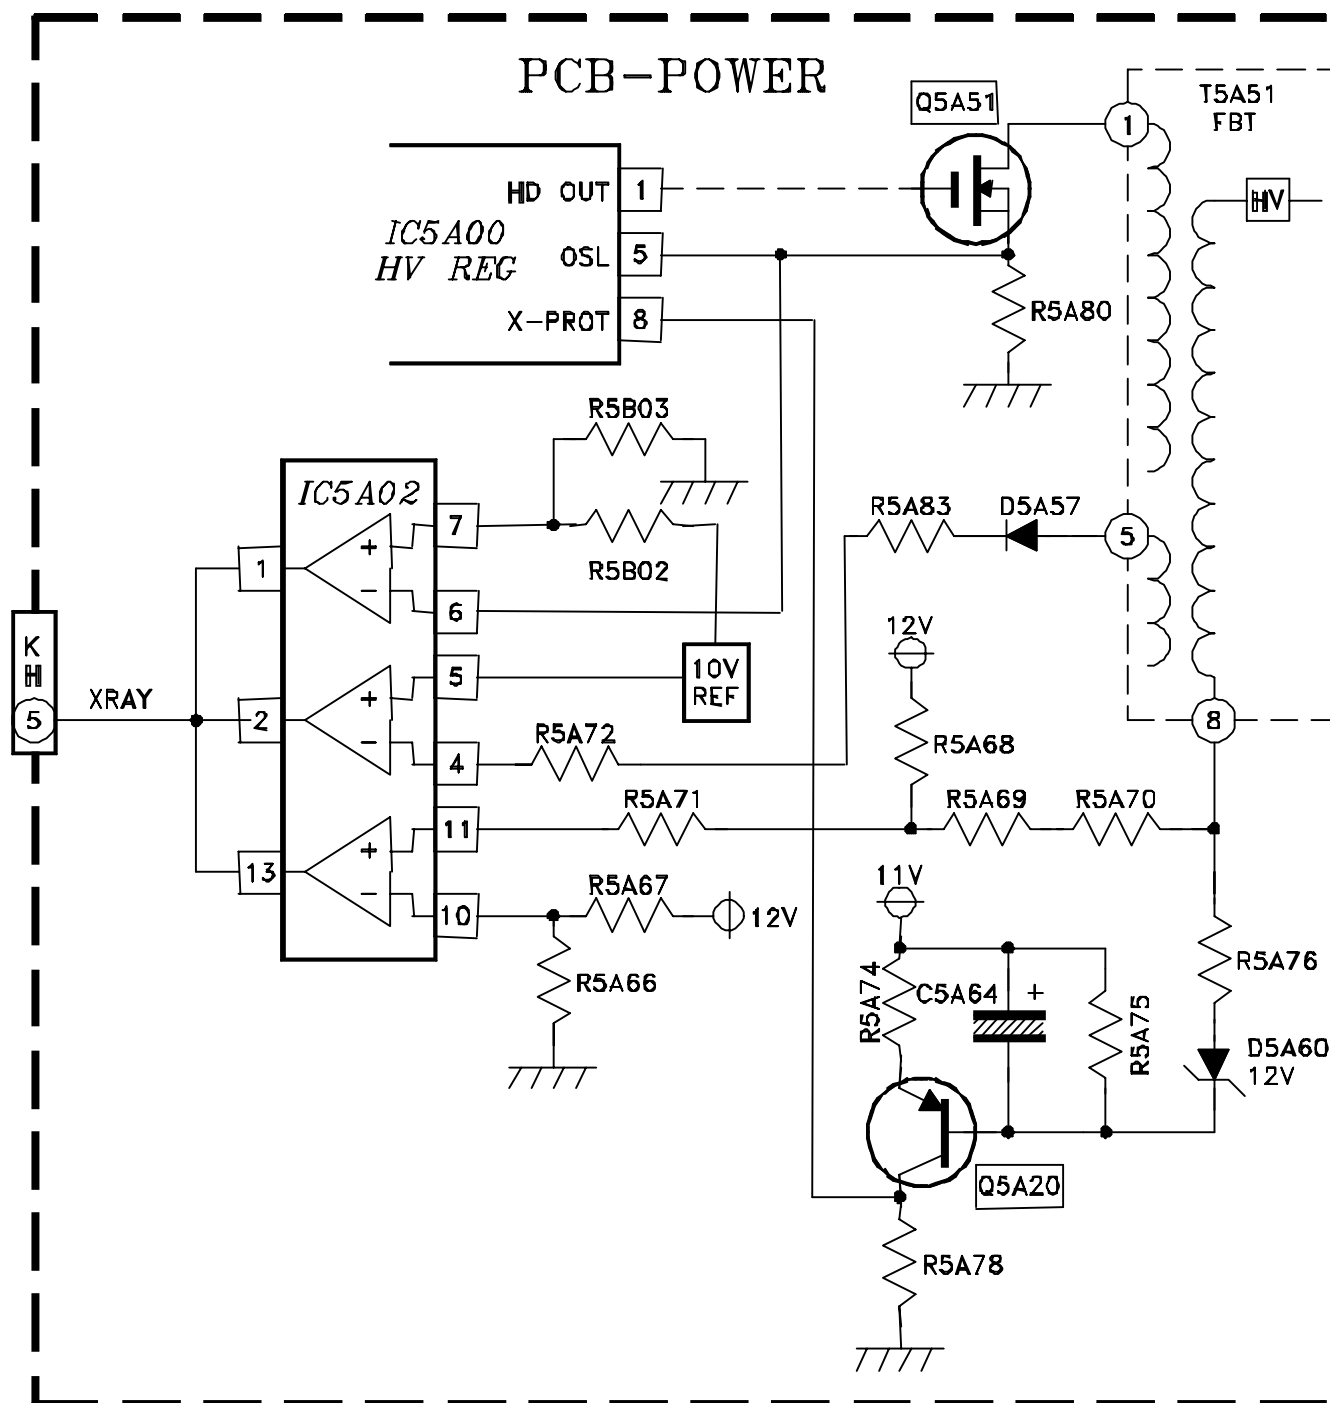 PCB-POWER
Q5A51
T5A51
FBT
1
HD OUT
1
HV
IC5A00
HV REG
OSL
5
X-PROT
8
R5A80
R5B03
IC5A02
7
+
R5B02
R5A83
D5A57
5
1
−
6
12V
K
H
5
XRAY
10V
REF
5
+
2
−
4
R5A72
R5A68
8
R5A71
R5A69
R5A70
11
+
13
−
10
R5A67
12V
11V
R5A66
R5A74
C5A64
+
R5A75
R5A76
D5A60
12V
Q5A20
R5A78